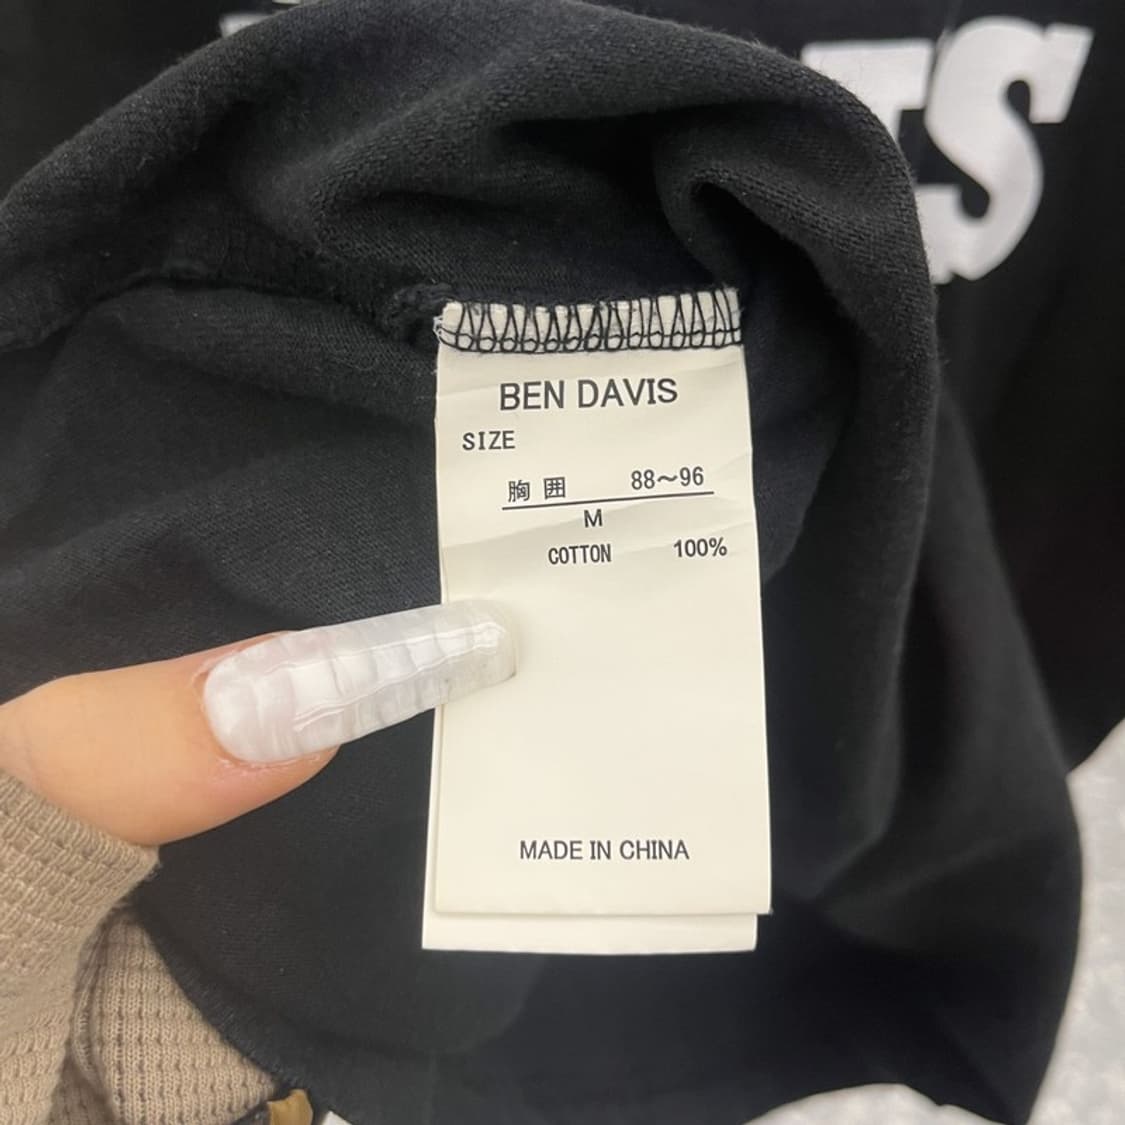 BEN DAVIS
SIZE
胸囲 88～96
M
COTTON 100%
MADE IN CHINA